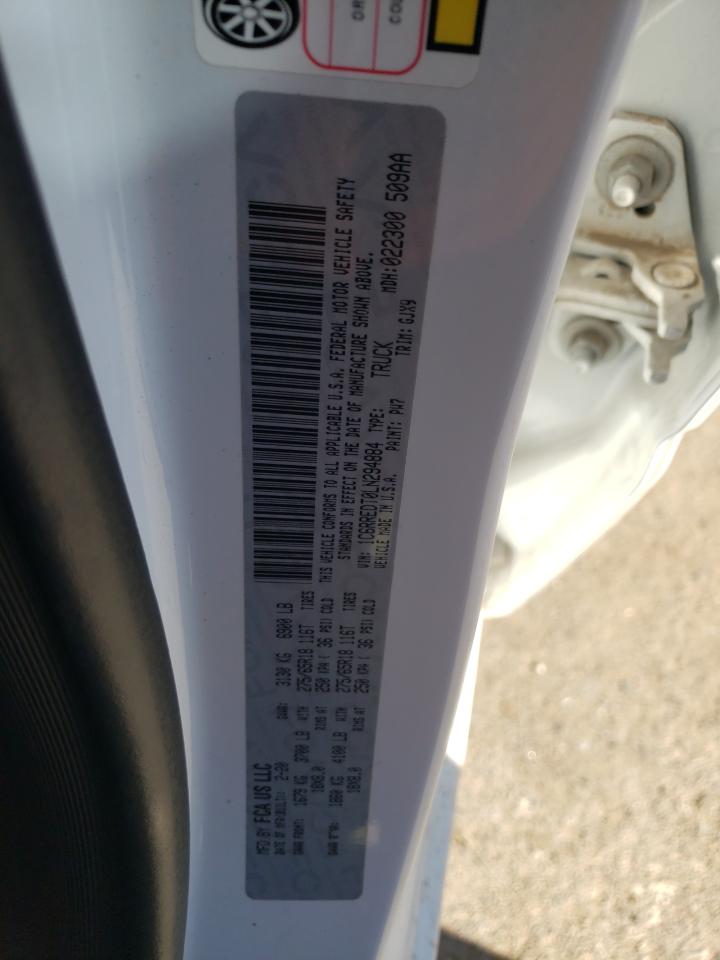 MFD BY FCA US LLC
DATE OF MFR(BUILT): 2-20 GVWR: 3130 KG 6900 LB
GAWR FRONT: 1679 KG 3700 LB WITH 275/65R18 116T TIRES
18X8.0 RIMS AT 250 KPA ( 36 PSI) COLD
GAWR 1860 KG 4100 LB WITH 275/65R18 116T TIRES
18X8.0 RIMS AT 250 KPA ( 36 PSI) COLD
THIS VEHICLE CONFORMS TO ALL APPLICABLE U.S.A. FEDERAL MOTOR VEHICLE SAFETY
STANDARDS IN EFFECT ON THE DATE OF MANUFACTURE SHOWN ABOVE.
VIN: 1C6RREDT0LN294884 TYPE: TRUCK MDH:022300 509AA
VEHICLE MADE IN U.S.A. PAINT: PW7 TRIM: GJX9